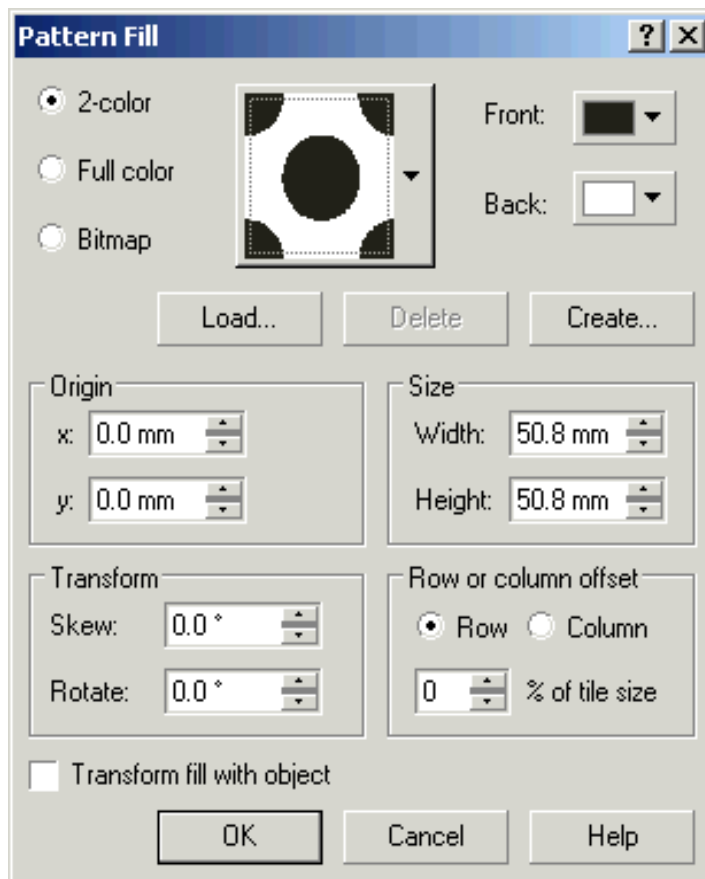 Pattern Fill
2-color
Full color
Bitmap
Front:
Back:
Load...
Delete
Create...
Origin
x: 0.0 mm
y: 0.0 mm
Size
Width: 50.8 mm
Height: 50.8 mm
Transform
Skew: 0.0 °
Rotate: 0.0 °
Row or column offset
Row Column
0 % of tile size
Transform fill with object
OK
Cancel
Help